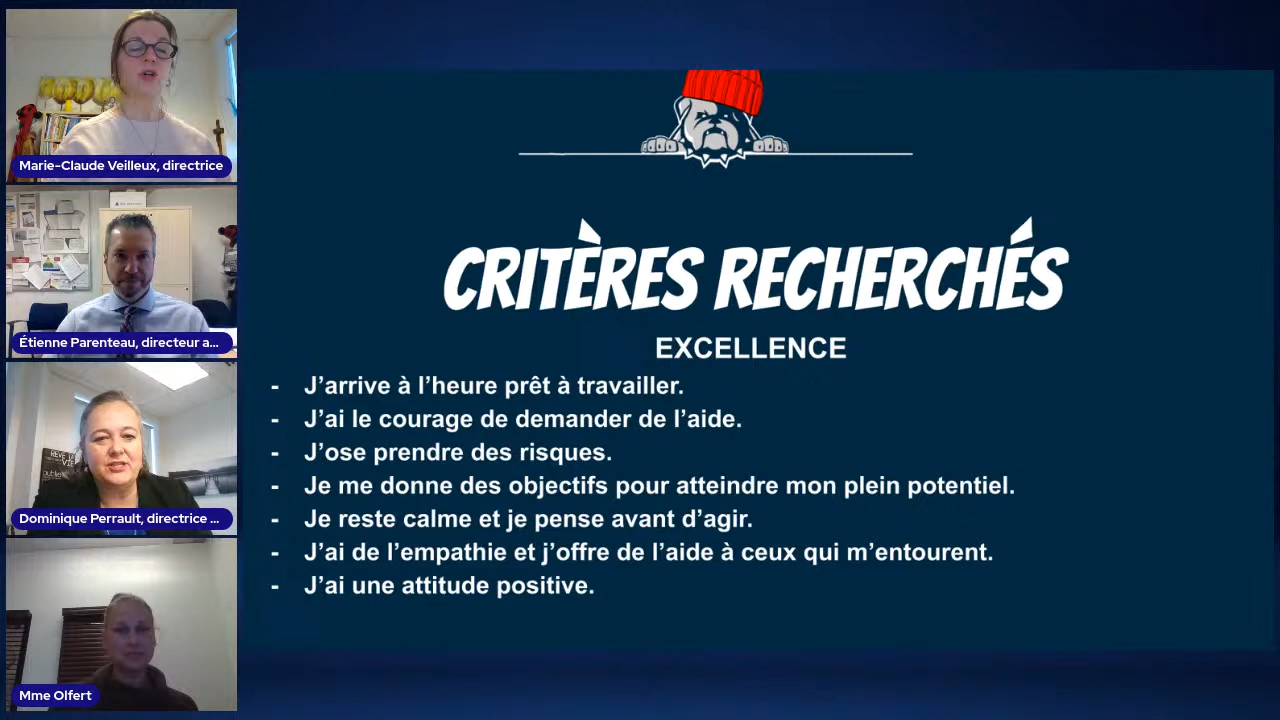 Marie-Claude Veilleux, directrice
Étienne Parenteau, directeur a...
Dominique Perrault, directrice ...
Mme Olfert
CRITÈRES RECHERCHÉS
EXCELLENCE
- J’arrive à l’heure prêt à travailler.
- J’ai le courage de demander de l’aide.
- J’ose prendre des risques.
- Je me donne des objectifs pour atteindre mon plein potentiel.
- Je reste calme et je pense avant d’agir.
- J’ai de l’empathie et j’offre de l’aide à ceux qui m’entourent.
- J’ai une attitude positive.